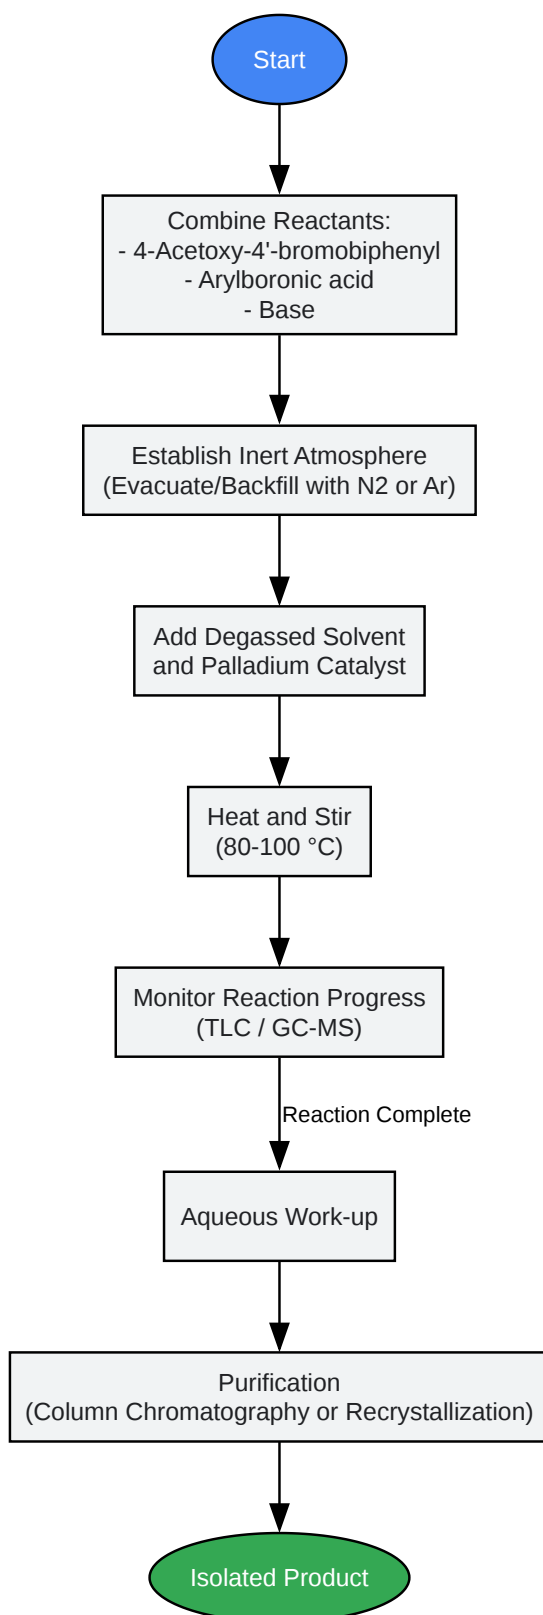 Start
Combine Reactants:
- 4-Acetoxy-4'-bromobiphenyl
- Arylboronic acid
- Base
Establish Inert Atmosphere
(Evacuate/Backfill with N2 or Ar)
Add Degassed Solvent
and Palladium Catalyst
Heat and Stir
(80-100 °C)
Monitor Reaction Progress
(TLC / GC-MS)
Reaction Complete
Aqueous Work-up
Purification
(Column Chromatography or Recrystallization)
Isolated Product